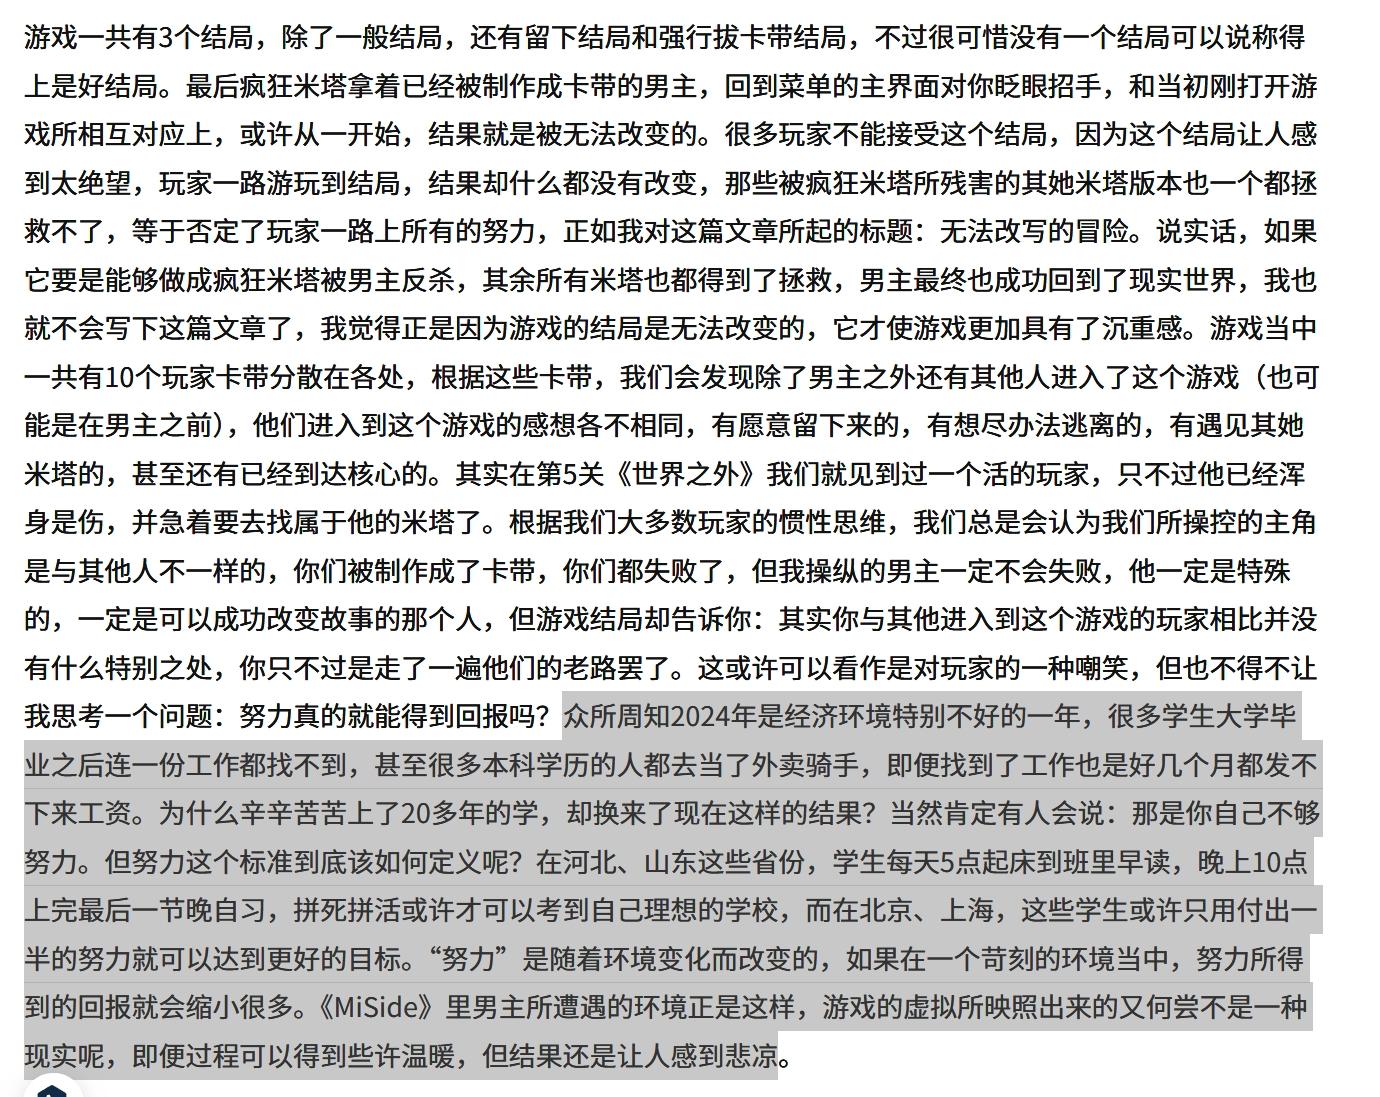 游戏一共有3个结局，除了一般结局，还有留下结局和强行拔卡带结局，不过很可惜没有一个结局可以说称得
上是好结局。最后疯狂米塔拿着已经被制作成卡带的男主，回到菜单的主界面对你眨眼招手，和当初刚打开游
戏所相互对应上，或许从一开始，结果就是被无法改变的。很多玩家不能接受这个结局，因为这个结局让人感
到太绝望，玩家一路游玩到结局，结果却什么都没有改变，那些被疯狂米塔所残害的其她米塔版本也一个都拯
救不了，等于否定了玩家一路上所有的努力，正如我对这篇文章所起的标题：无法改写的冒险。说实话，如果
它要是能够做成疯狂米塔被男主反杀，其余所有米塔也都得到了拯救，男主最终也成功回到了现实世界，我也
就不会写下这篇文章了，我觉得正是因为游戏的结局是无法改变的，它才使游戏更加具有了沉重感。游戏当中
一共有10个玩家卡带分散在各处，根据这些卡带，我们会发现除了男主之外还有其他人进入了这个游戏（也可
能是在男主之前），他们进入到这个游戏的感想各不相同，有愿意留下来的，有想尽办法逃离的，有遇见其她
米塔的，甚至还有已经到达核心的。其实在第5关《世界之外》我们就见到过一个活的玩家，只不过他已经浑
身是伤，并急着要去找属于他的米塔了。根据我们大多数玩家的惯性思维，我们总是会认为我们所操控的主角
是与其他人不一样的，你们被制作成了卡带，你们都失败了，但我操纵的男主一定不会失败，他一定是特殊
的，一定是可以成功改变故事的那个人，但游戏结局却告诉你：其实你与其他进入到这个游戏的玩家相比并没
有什么特别之处，你只不过是走了一遍他们的老路罢了。这或许可以看作是对玩家的一种嘲笑，但也不得不让
我思考一个问题：努力真的就能得到回报吗？众所周知2024年是经济环境特别不好的一年，很多学生大学毕
业之后连一份工作都找不到，甚至很多本科学历的人都去当了外卖骑手，即便找到了工作也是好几个月都发不
下来工资。为什么辛辛苦苦上了20多年的学，却换来了现在这样的结果？当然肯定有人会说：那是你自己不够
努力。但努力这个标准到底该如何定义呢？在河北、山东这些省份，学生每天5点起床到班里早读，晚上10点
上完最后一节晚自习，拼死拼活或许才可以考到自己理想的学校，而在北京、上海，这些学生或许只用付出一
半的努力就可以达到更好的目标。“努力”是随着环境变化而改变的，如果在一个苛刻的环境当中，努力所得
到的回报就会缩小很多。《MiSide》里男主所遭遇的环境正是这样，游戏的虚拟所映照出来的又何尝不是一种
现实呢，即便过程可以得到些许温暖，但结果还是让人感到悲凉。